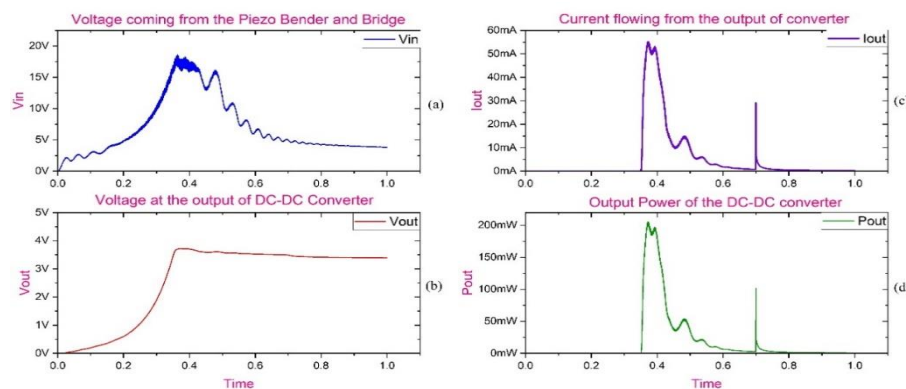 Voltage coming from the Piezo Bender and Bridge
20V
15V
10V
5V
0V
Vin
Vin
(a)
0.0 0.2 0.4 0.6 0.8 1.0
Voltage at the output of DC-DC Converter
5V
4V
3V
2V
1V
0V
Vout
Vout
(b)
0.0 0.2 0.4 0.6 0.8 1.0
Time
Current flowing from the output of converter
60mA
50mA
40mA
30mA
20mA
10mA
0mA
Iout
Iout
(c
0.0 0.2 0.4 0.6 0.8 1.0
Output Power of the DC-DC converter
200mW
150mW
100mW
50mW
0mW
Pout
Pout
(d
0.0 0.2 0.4 0.6 0.8 1.0
Time